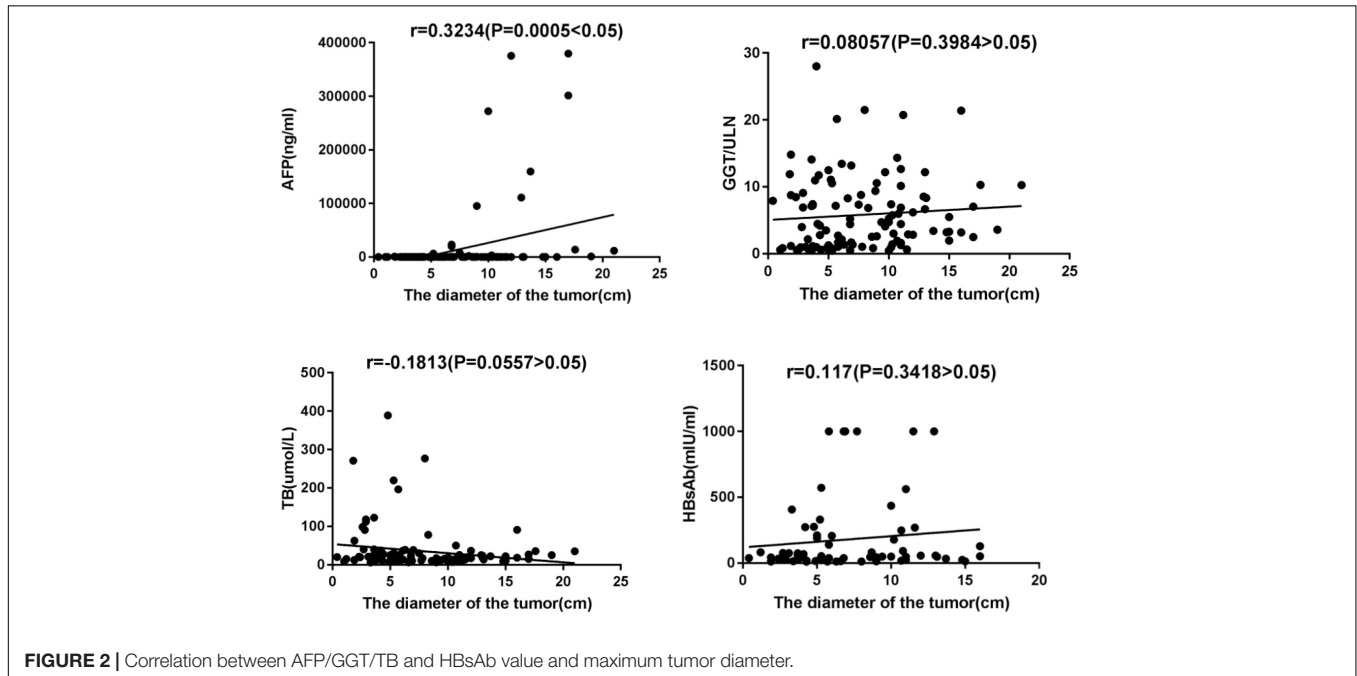 r=0.3234(P=0.0005<0.05)
400000
300000
200000
100000
0
AFP(ng/ml)
0 5 10 15 20 25
The diameter of the tumor(cm)
r=0.08057(P=0.3984>0.05)
30
20
10
0
GGT/ULN
0 5 10 15 20 25
The diameter of the tumor(cm)
r=-0.1813(P=0.0557>0.05)
500
400
300
200
100
0
TB(umol/L)
0 5 10 15 20 25
The diameter of the tumor(cm)
r=0.117(P=0.3418>0.05)
1500
1000
500
0
HBsAb(mIU/ml)
0 5 10 15 20
The diameter of the tumor(cm)
FIGURE 2 | Correlation between AFP/GGT/TB and HBsAb value and maximum tumor diameter.